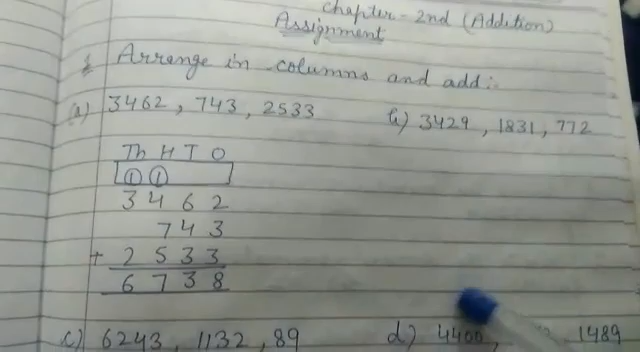 Chapter - 2nd (Addition)
Assignment
Arrange in columns and add:
(a) 3462, 743, 2533
b) 3429, 1831, 772
Th H T O
1 1
3 4 6 2
7 4 3
+ 2 5 3 3
6 7 3 8
c) 6243, 1132, 89
d) 4400, 1489